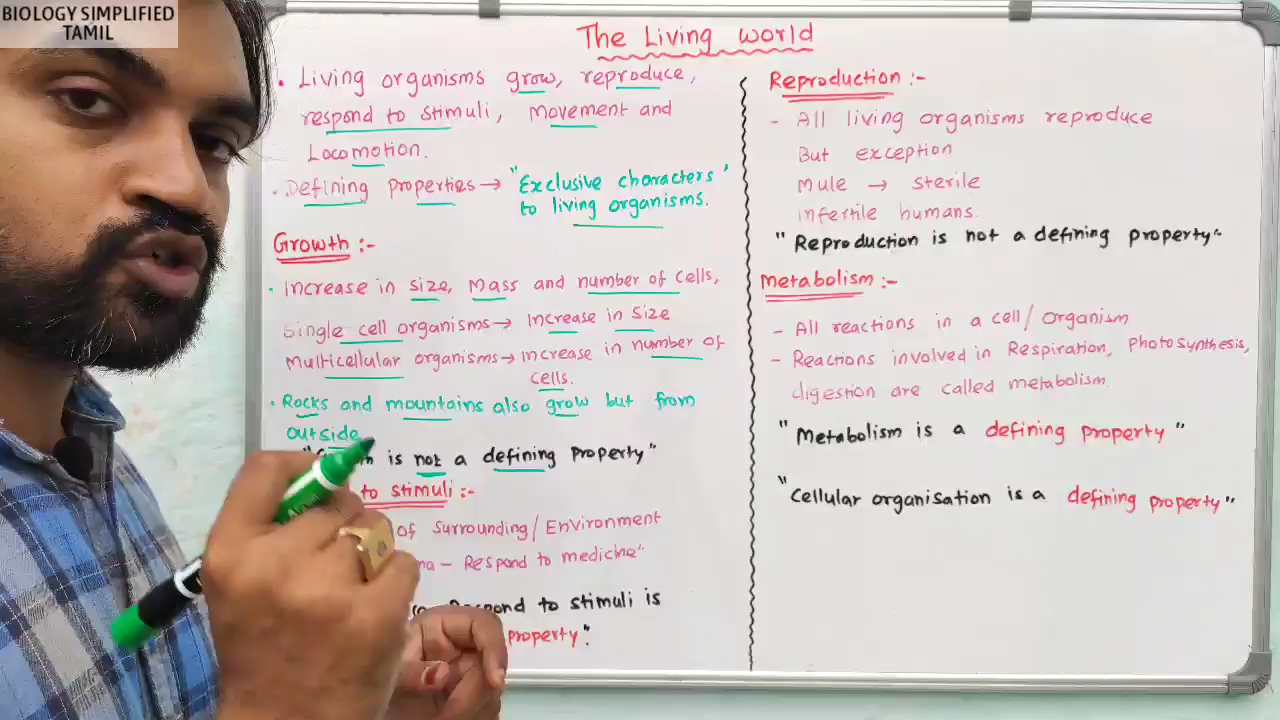 BIOLOGY SIMPLIFIED
TAMIL
The Living world
• Living organisms grow, reproduce,
respond to stimuli, movement and
Locomotion.
• Defining properties → "Exclusive characters"
to living organisms.
Growth :-
• Increase in size, Mass and number of cells,
Single cell organisms → Increase in size
Multicellular organisms → Increase in number of
cells.
• Rocks and mountains also grow but from
outside
is not a defining property"
to stimuli :-
of surrounding/Environment
– Respond to medicine"
Respond to stimuli is
property".
Reproduction :-
- All living organisms reproduce
But exception
Mule → sterile
Infertile humans.
"Reproduction is not a defining property"
Metabolism :-
- All reactions in a cell/organism
- Reactions involved in Respiration, Photosynthesis,
digestion are called metabolism.
"Metabolism is a defining property"
"Cellular organisation is a defining property"